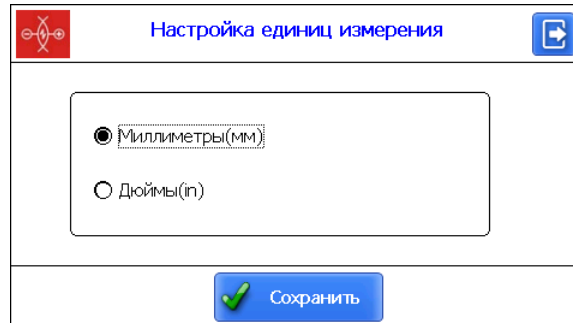 Настройка единиц измерения
Миллиметры(мм)
Дюймы(in)
Сохранить